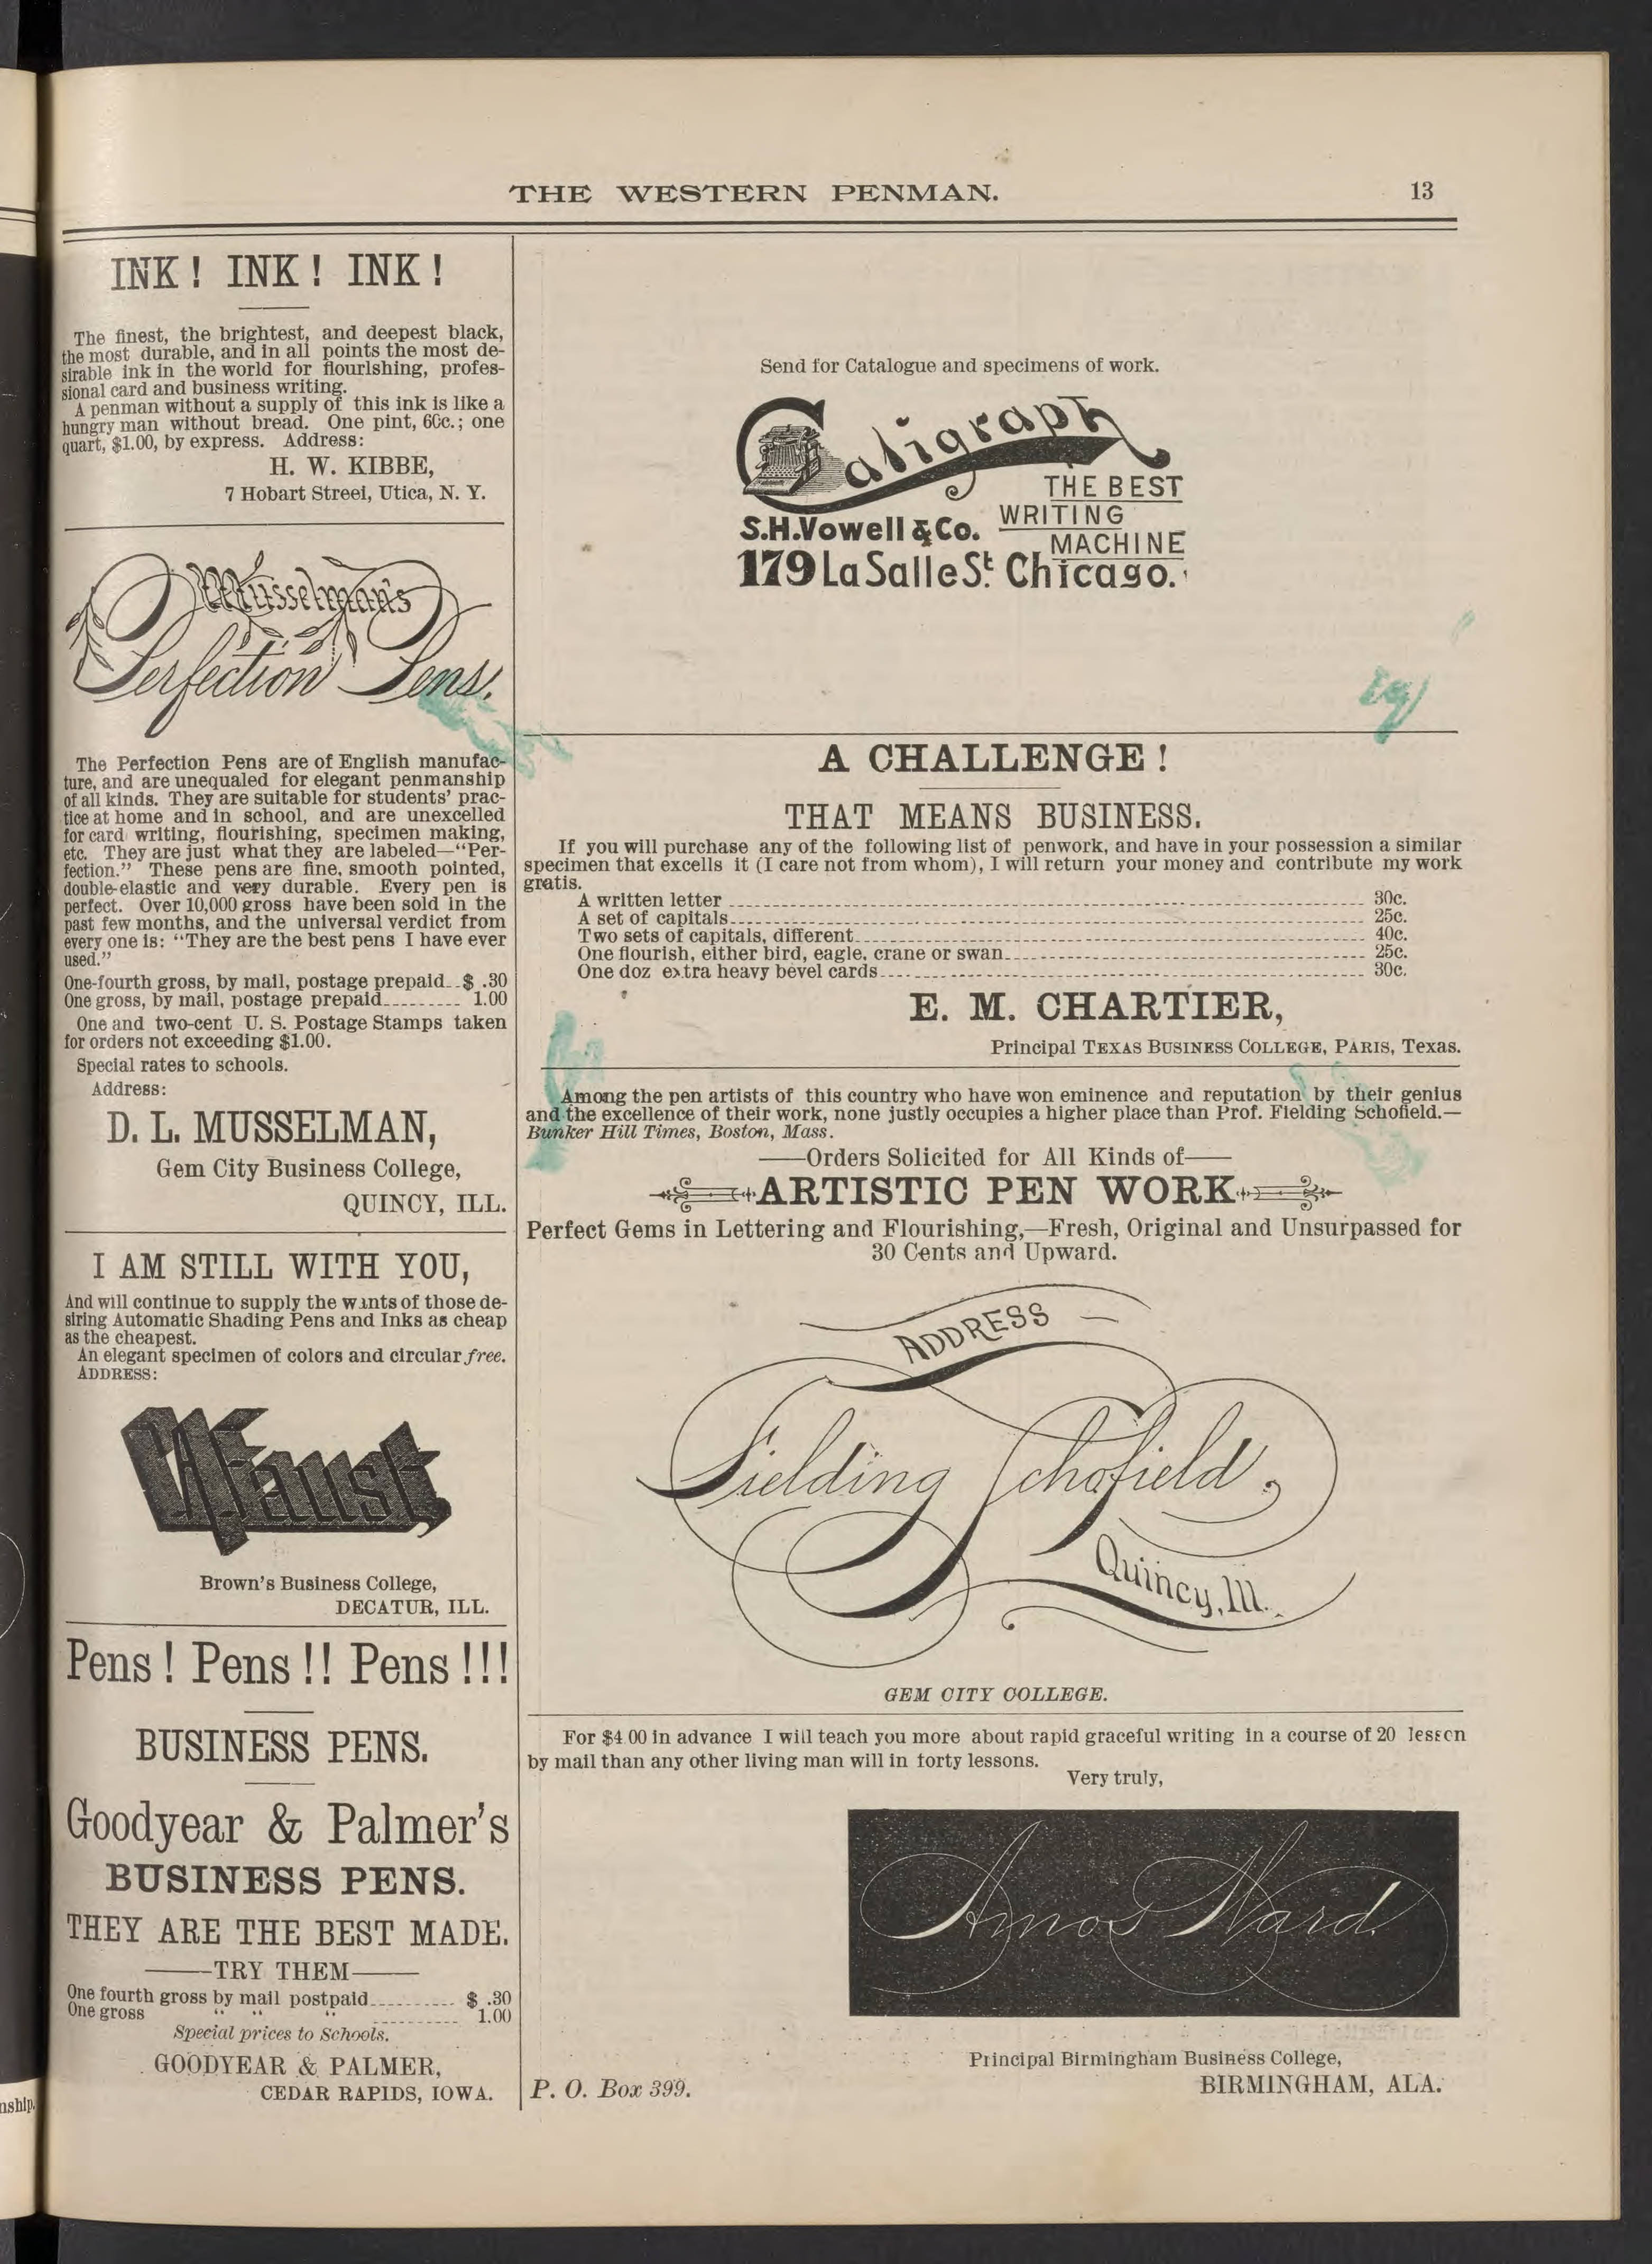 THE WESTERN PENMAN.
13
INK! INK! INK!
The finest, the brightest, and deepest black,
the most durable, and in all points the most de-
sirable ink in the world for flourishing, profes-
sional card and business writing.
A penman without a supply of this ink is like a
hungry man without bread. One pint, 60c.; one
quart, $1.00, by express. Address:
H. W. KIBBE,
7 Hobart Streei, Utica, N. Y.
Musselman's
Perfection Pens.
The Perfection Pens are of English manufac-
ture, and are unequaled for elegant penmanship
of all kinds. They are suitable for students' prac-
tice at home and in school, and are unexcelled
for card writing, flourishing, specimen making,
etc. They are just what they are labeled—"Per-
fection." These pens are fine, smooth pointed,
double-elastic and very durable. Every pen is
perfect. Over 10,000 gross have been sold in the
past few months, and the universal verdict from
every one is: "They are the best pens I have ever
used."
One-fourth gross, by mail, postage prepaid $ .30
One gross, by mail, postage prepaid 1.00
One and two-cent U. S. Postage Stamps taken
for orders not exceeding $1.00.
Special rates to schools.
Address:
D. L. MUSSELMAN,
Gem City Business College,
QUINCY, ILL.
I AM STILL WITH YOU,
And will continue to supply the wants of those de-
siring Automatic Shading Pens and Inks as cheap
as the cheapest.
An elegant specimen of colors and circular free.
ADDRESS:
Faust
Brown's Business College,
DECATUR, ILL.
Pens! Pens!! Pens!!!
BUSINESS PENS.
Goodyear & Palmer's
BUSINESS PENS.
THEY ARE THE BEST MADE.
TRY THEM
One fourth gross by mail postpaid $ .30
One gross " " " 1.00
Special prices to Schools.
GOODYEAR & PALMER,
CEDAR RAPIDS, IOWA.
Send for Catalogue and specimens of work.
Caligraph
THE BEST
WRITING
MACHINE
S.H.Vowell & Co.
179 La Salle St. Chicago.
A CHALLENGE!
THAT MEANS BUSINESS.
If you will purchase any of the following list of penwork, and have in your possession a similar
specimen that excells it (I care not from whom), I will return your money and contribute my work
gratis.
A written letter 30c.
A set of capitals 25c.
Two sets of capitals, different 40c.
One flourish, either bird, eagle, crane or swan 25c.
One doz extra heavy bevel cards 30c.
E. M. CHARTIER,
Principal TEXAS BUSINESS COLLEGE, PARIS, Texas.
Among the pen artists of this country who have won eminence and reputation by their genius
and the excellence of their work, none justly occupies a higher place than Prof. Fielding Schofield.—
Bunker Hill Times, Boston, Mass.
—Orders Solicited for All Kinds of—
ARTISTIC PEN WORK
Perfect Gems in Lettering and Flourishing,—Fresh, Original and Unsurpassed for
30 Cents and Upward.
ADDRESS
Fielding Schofield,
Quincy, Ill.
GEM CITY COLLEGE.
For $4.00 in advance I will teach you more about rapid graceful writing in a course of 20 lesson
by mail than any other living man will in forty lessons.
Very truly,
Amos Ward.
Principal Birmingham Business College,
P. O. Box 399.
BIRMINGHAM, ALA.
nship.